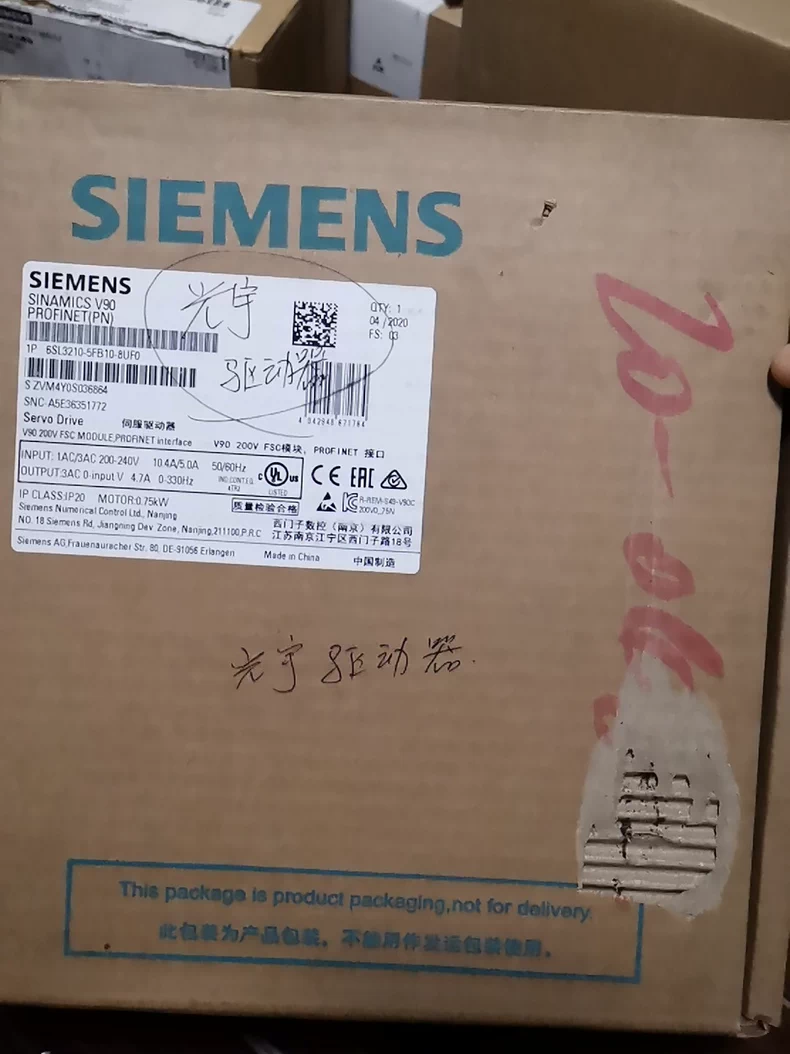 SIEMENS
SIEMENS
SINAMICS V90
PROFINET(PN)
光宇
驱动器
QTY: 1
04/2020
FS: 03
1P 6SL3210-5FB10-8UF0
S ZVM4Y0S036864
SNC-A5E36351772
Servo Drive 伺服驱动器
V90 200V FSC MODULE,PROFINET interface V90 200V FSC模块, PROFINET 接口
INPUT: 1AC/3AC 200-240V 10.4A/5.0A 50/60Hz
OUTPUT:3AC 0-input V 4.7A 0-330Hz
IND.CONT.EQ.
C UL US
LISTED
CE EAC
IP CLASS:IP20 MOTOR:0.75kW
质量检验合格
Siemens Numerical Control Ltd., Nanjing
西门子数控(南京)有限公司
NO. 18 Siemens Rd, Jiangning Dev. Zone, Nanjing,211100,P.R.C
江苏南京江宁区西门子路18号
Siemens AG,Frauenauracher Str. 80, DE-91056 Erlangen
Made in China 中国制造
光宇驱动器
This package is product packaging,not for delivery.
此包装为产品包装，不能用作发运包装使用.